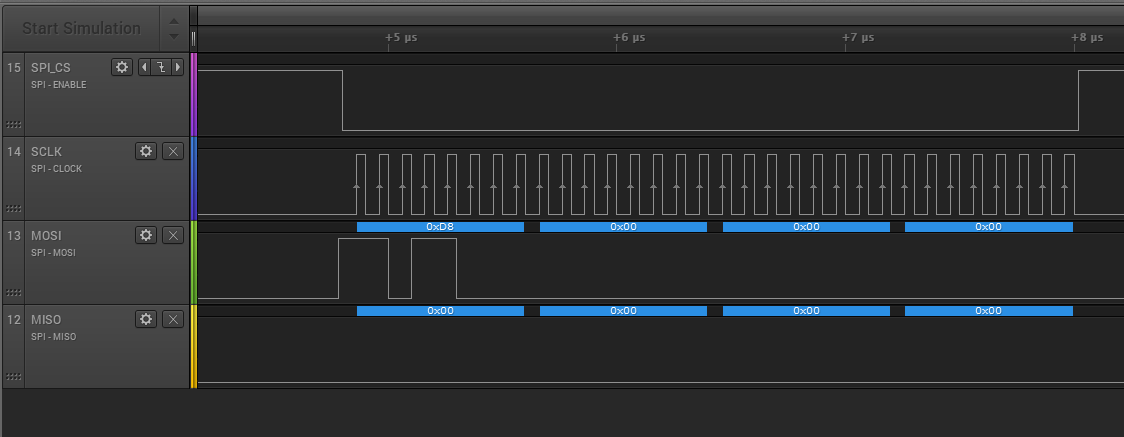 Start Simulation
+5 µs +6 µs +7 µs +8 µs
15 SPI_CS
SPI - ENABLE
14 SCLK
SPI - CLOCK
0xD8 0x00 0x00 0x00
13 MOSI
SPI - MOSI
0x00 0x00 0x00 0x00
12 MISO
SPI - MISO